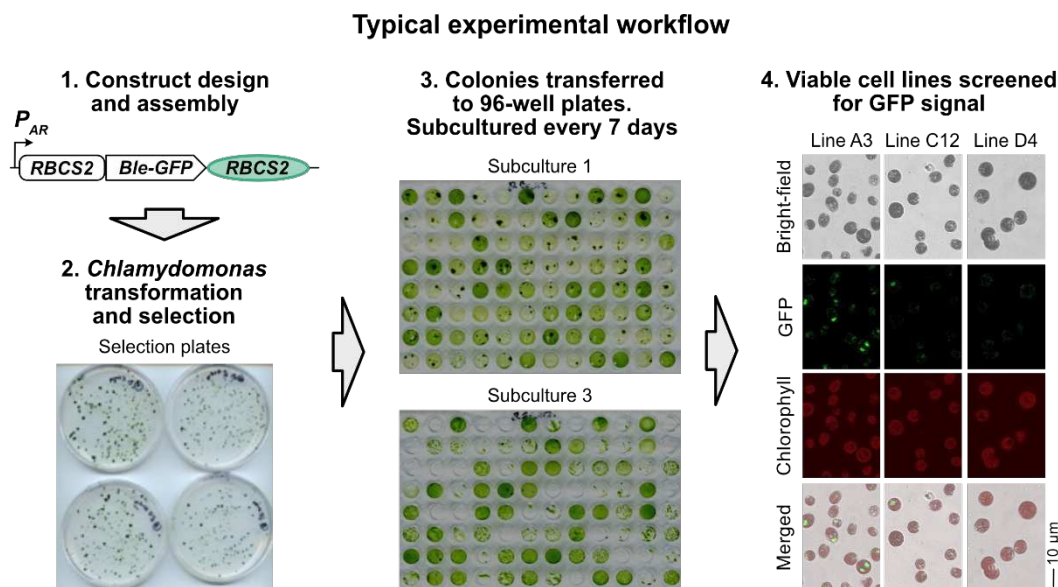 Typical experimental workflow
1. Construct design
and assembly
P_AR
RBCS2 Ble-GFP RBCS2
2. Chlamydomonas
transformation
and selection
Selection plates
3. Colonies transferred
to 96-well plates.
Subcultured every 7 days
Subculture 1
Subculture 3
4. Viable cell lines screened
for GFP signal
Line A3 Line C12 Line D4
Bright-field
GFP
Chlorophyll
Merged
10 µm